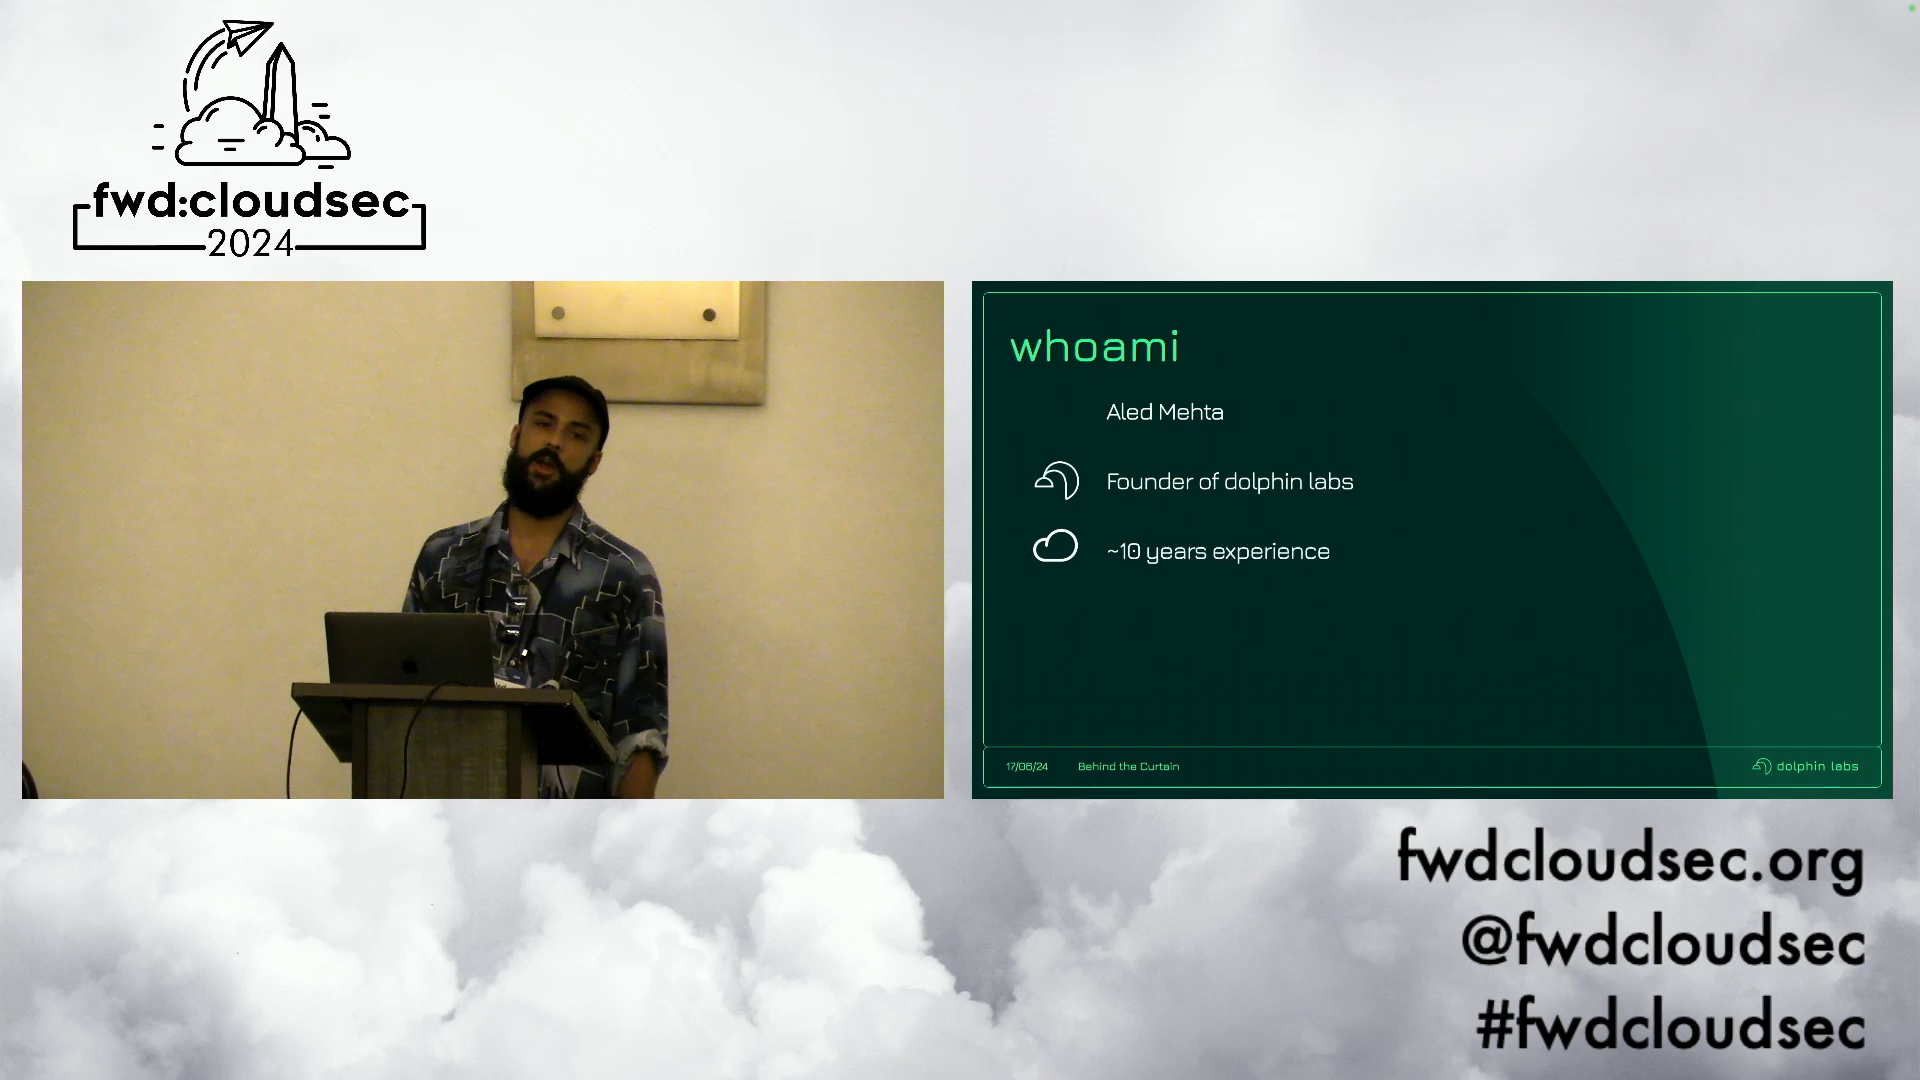 fwd:cloudsec
2024
whoami
Aled Mehta
Founder of dolphin labs
~10 years experience
17/06/24 Behind the Curtain dolphin labs
fwdcloudsec.org
@fwdcloudsec
#fwdcloudsec